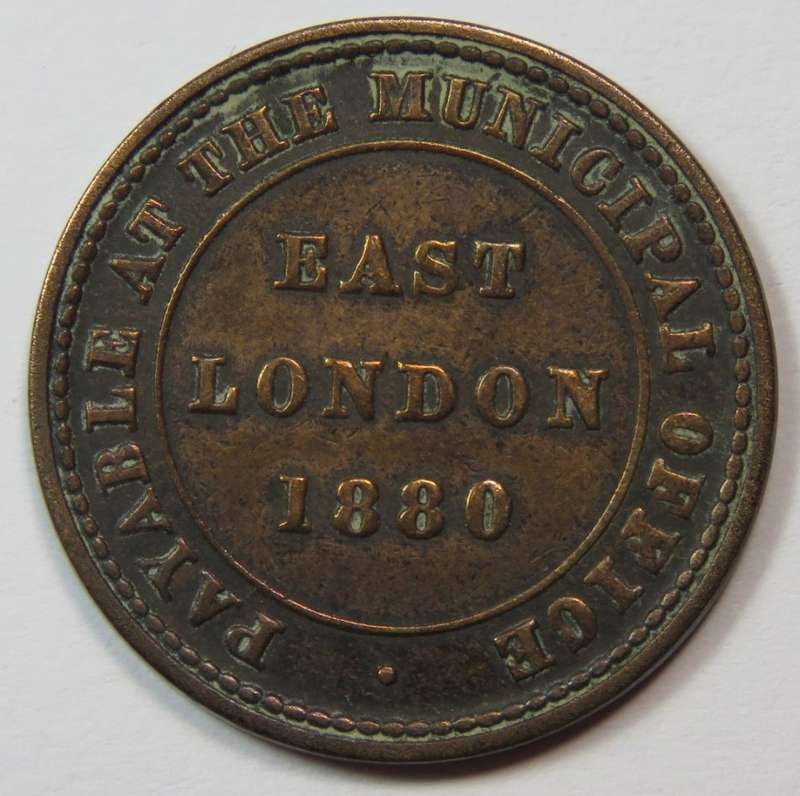 PAYABLE AT THE MUNICIPAL OFFICE
EAST
LONDON
1880